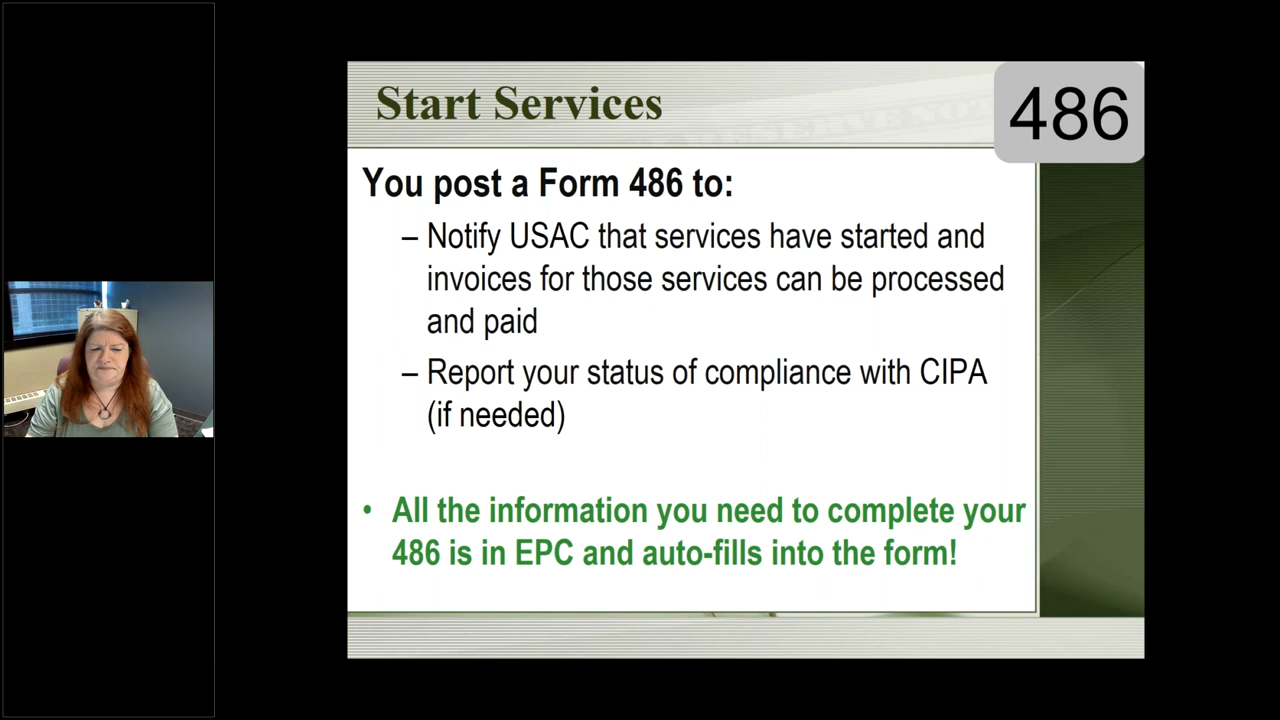 Start Services
486
You post a Form 486 to:
– Notify USAC that services have started and
invoices for those services can be processed
and paid
– Report your status of compliance with CIPA
(if needed)
• All the information you need to complete your
486 is in EPC and auto-fills into the form!